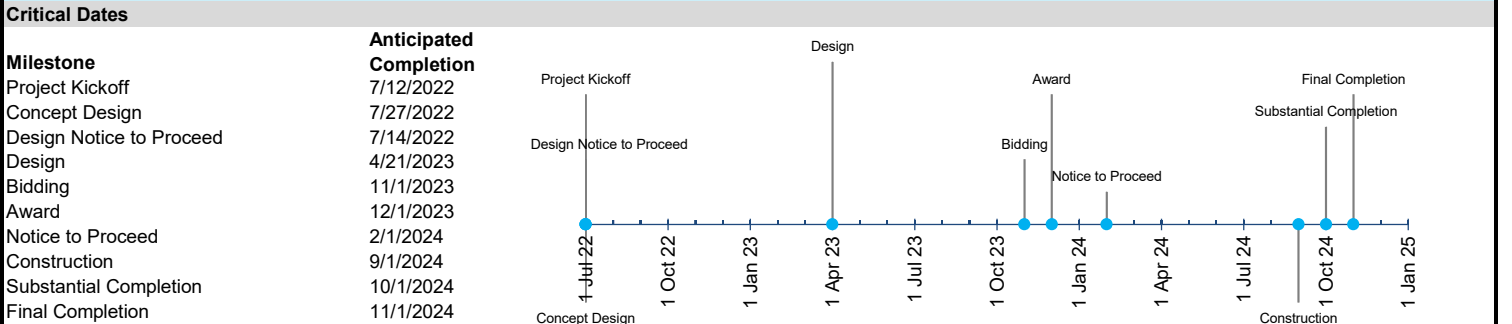 Critical Dates
Milestone Anticipated Completion
Project Kickoff 7/12/2022
Concept Design 7/27/2022
Design Notice to Proceed 7/14/2022
Design 4/21/2023
Bidding 11/1/2023
Award 12/1/2023
Notice to Proceed 2/1/2024
Construction 9/1/2024
Substantial Completion 10/1/2024
Final Completion 11/1/2024
Design
Project Kickoff
Award
Final Completion
Substantial Completion
Design Notice to Proceed
Bidding
Notice to Proceed
1 Jul 22
1 Oct 22
1 Jan 23
1 Apr 23
1 Jul 23
1 Oct 23
1 Jan 24
1 Apr 24
1 Jul 24
1 Oct 24
1 Jan 25
Concept Design
Construction